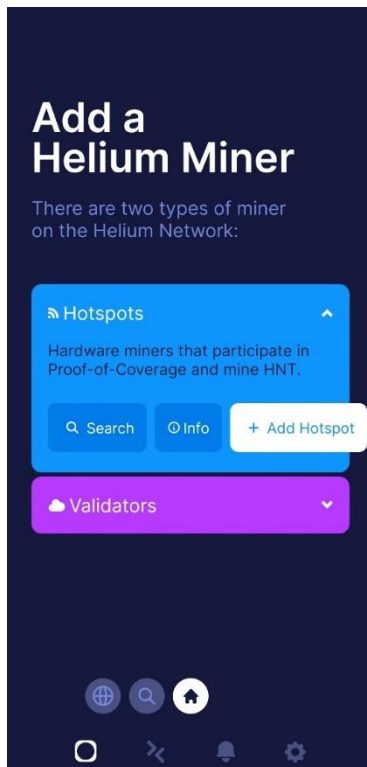 Add a
Helium Miner
There are two types of miner
on the Helium Network:
Hotspots
Hardware miners that participate in
Proof-of-Coverage and mine HNT.
Search Info + Add Hotspot
Validators